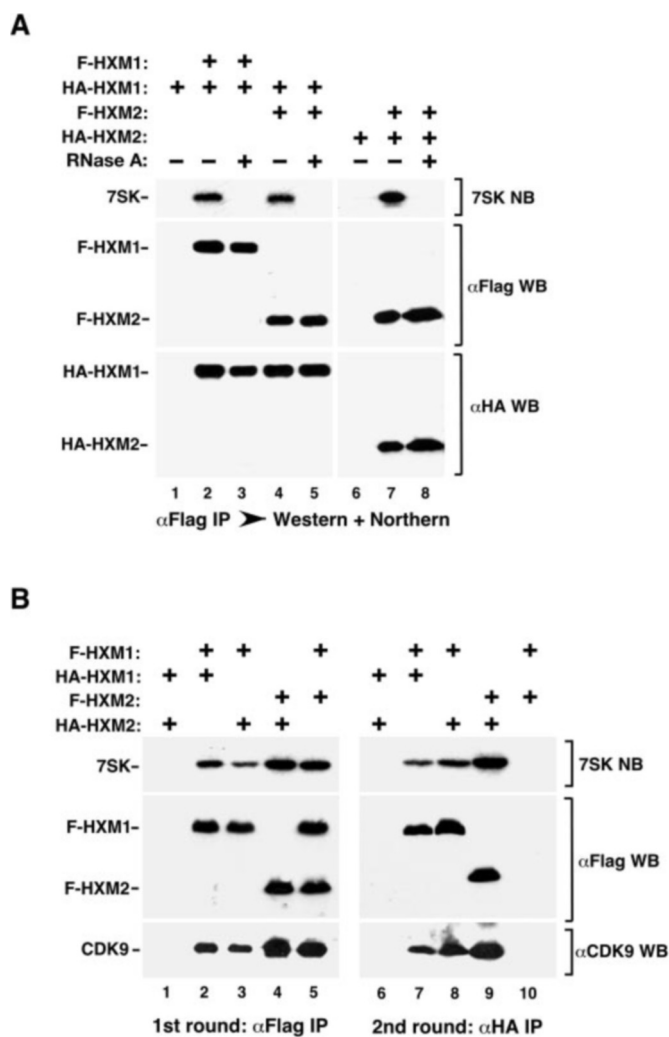 A
F-HXM1: + +
HA-HXM1: + + + + +
F-HXM2: + + + +
HA-HXM2: + + +
RNase A: − − + − + − − +
7SK– 7SK NB
F-HXM1–
αFlag WB
F-HXM2–
HA-HXM1–
αHA WB
HA-HXM2–
1 2 3 4 5 6 7 8
αFlag IP ➤ Western + Northern
B
F-HXM1: + + + + + +
HA-HXM1: + + + +
F-HXM2: + + + +
HA-HXM2: + + + + + +
7SK– 7SK NB
F-HXM1–
αFlag WB
F-HXM2–
CDK9 – αCDK9 WB
1 2 3 4 5 6 7 8 9 10
1st round: αFlag IP 2nd round: αHA IP